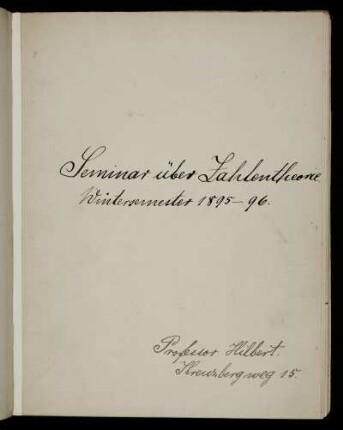 Seminar über Zahlentheorie.
Wintersemester 1895-96.
Professor Hilbert.
Kreuzbergweg 15.